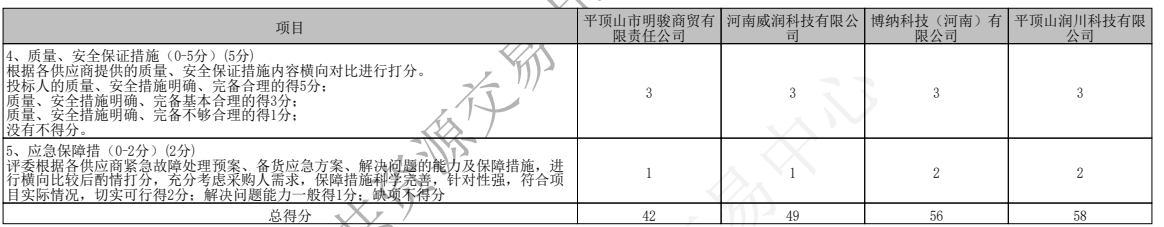 项目 平顶山市明骏商贸有限责任公司 河南威润科技有限公司 博纳科技（河南）有限公司 平顶山润川科技有限公司
4、质量、安全保证措施（0-5分）(5分)
根据各供应商提供的质量、安全保证措施内容横向对比进行打分。
投标人的质量、安全措施明确、完备合理的得5分；
质量、安全措施明确、完备基本合理的得3分；
质量、安全措施明确、完备不够合理的得1分；
没有不得分。
3 3 3 3
5、应急保障措（0-2分）(2分)
评委根据各供应商紧急故障处理预案、备货应急方案、解决问题的能力及保障措施，进
行横向比较后酌情打分，充分考虑采购人需求，保障措施科学完善，针对性强，符合项
目实际情况，切实可行得2分；解决问题能力一般得1分；缺项不得分
1 1 2 2
总得分 42 49 56 58
共资源交易中
易中心